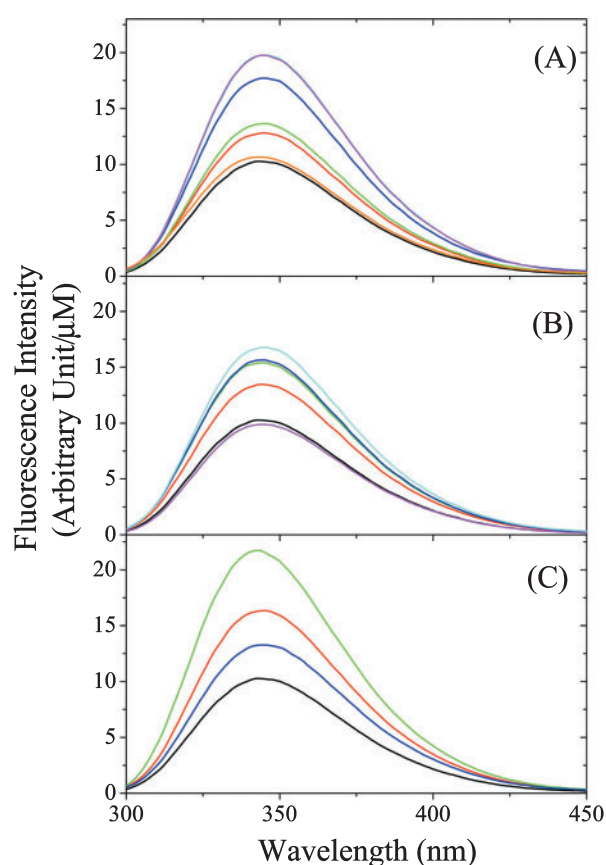 (A)
20
15
10
5
0
(B)
20
15
10
5
0
(C)
20
15
10
5
0
300 350 400 450
Wavelength (nm)
Fluorescence Intensity
(Arbitrary Unit/μM)